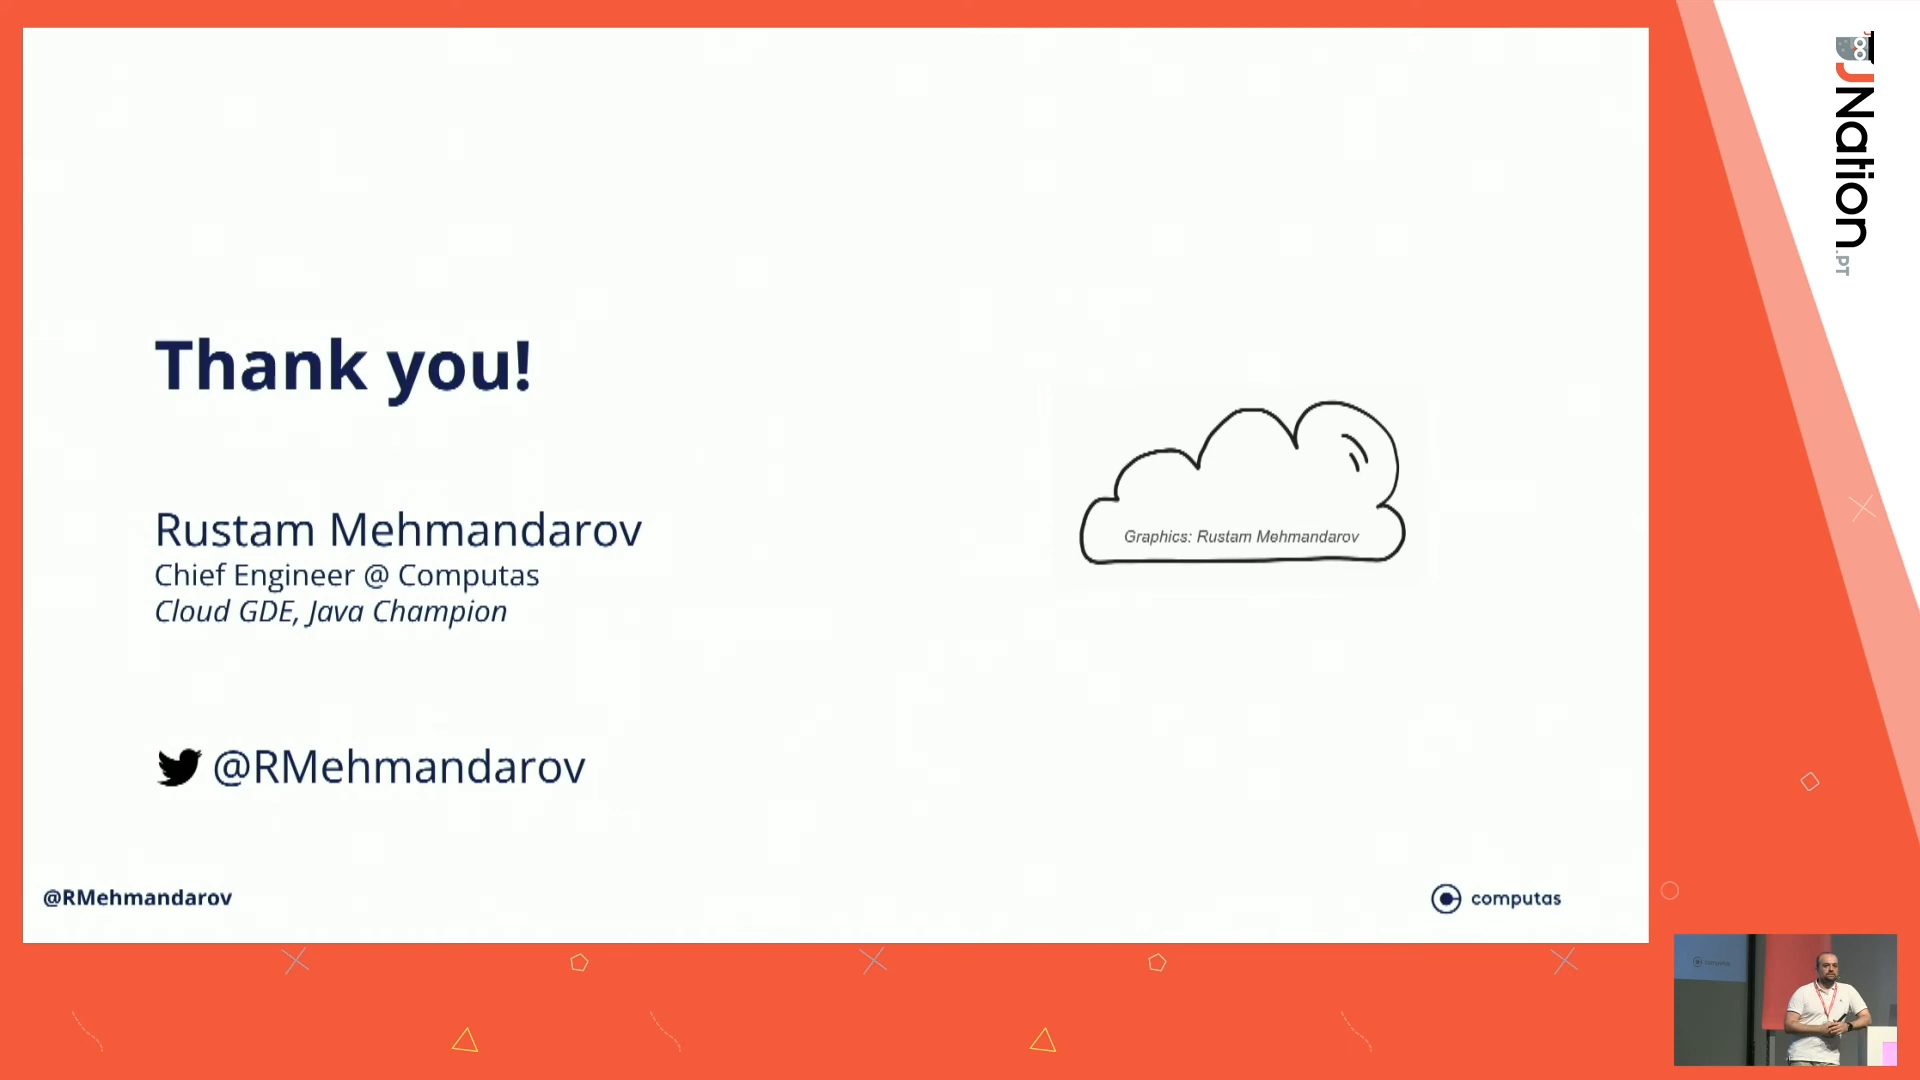 Thank you!
Rustam Mehmandarov
Chief Engineer @ Computas
Cloud GDE, Java Champion
@RMehmandarov
Graphics: Rustam Mehmandarov
@RMehmandarov
computas
JNation
.PT